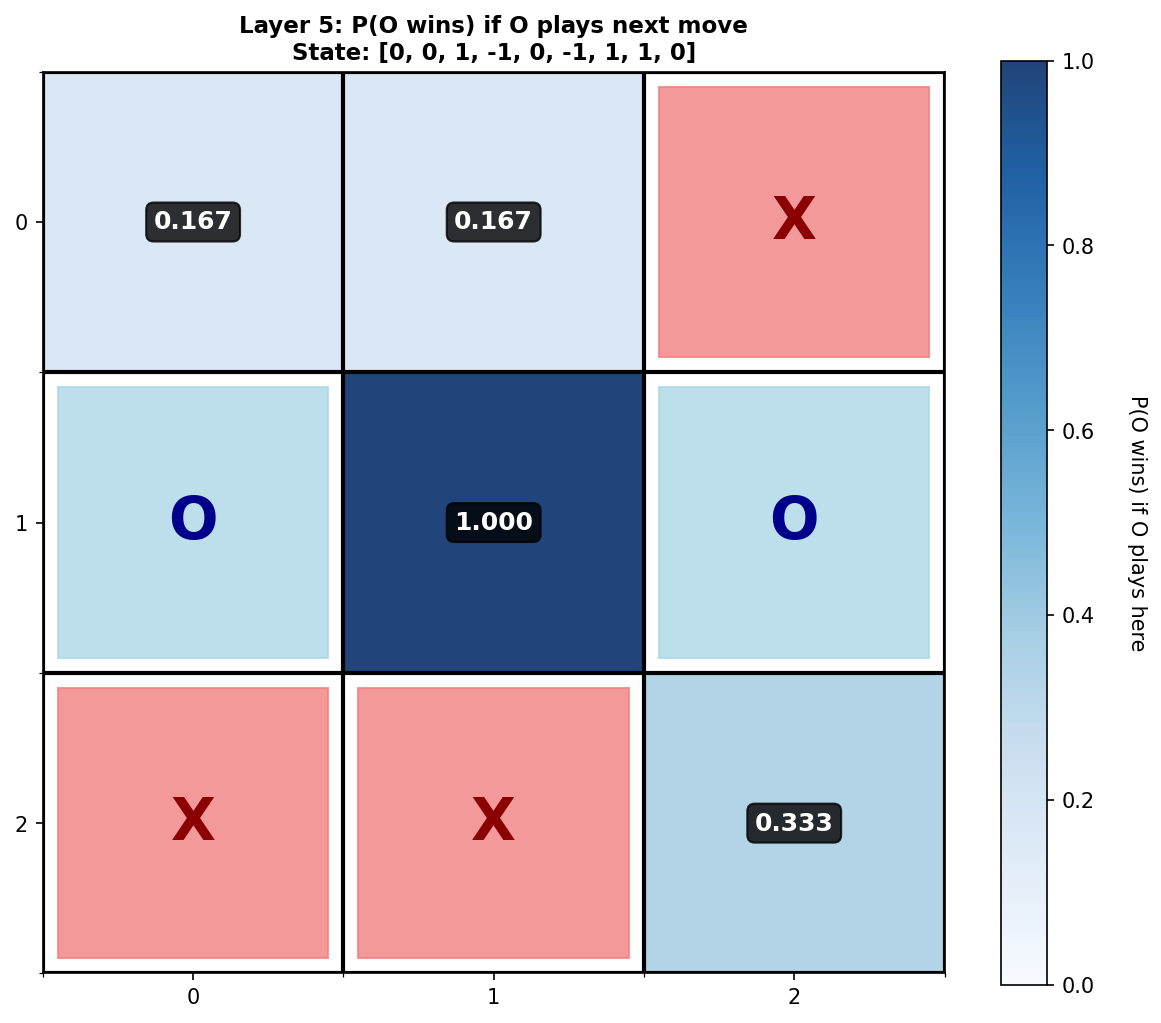 Layer 5: P(O wins) if O plays next move
State: [0, 0, 1, -1, 0, -1, 1, 1, 0]
0
0.167
0.167
X
1
O
1.000
O
2
X
X
0.333
0
1
2
1.0
0.8
0.6
0.4
0.2
0.0
P(O wins) if O plays here